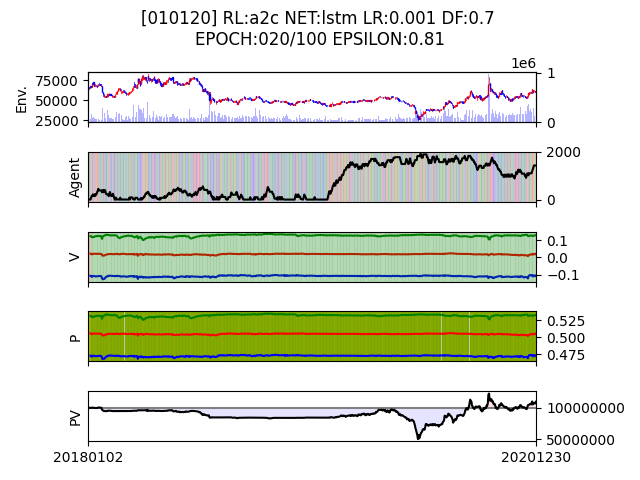 [010120] RL:a2c NET:lstm LR:0.001 DF:0.7
EPOCH:020/100 EPSILON:0.81
1e6
Env.
75000
50000
25000
1
0
Agent
2000
0
V
0.1
0.0
−0.1
P
0.525
0.500
0.475
PV
100000000
50000000
20180102
20201230